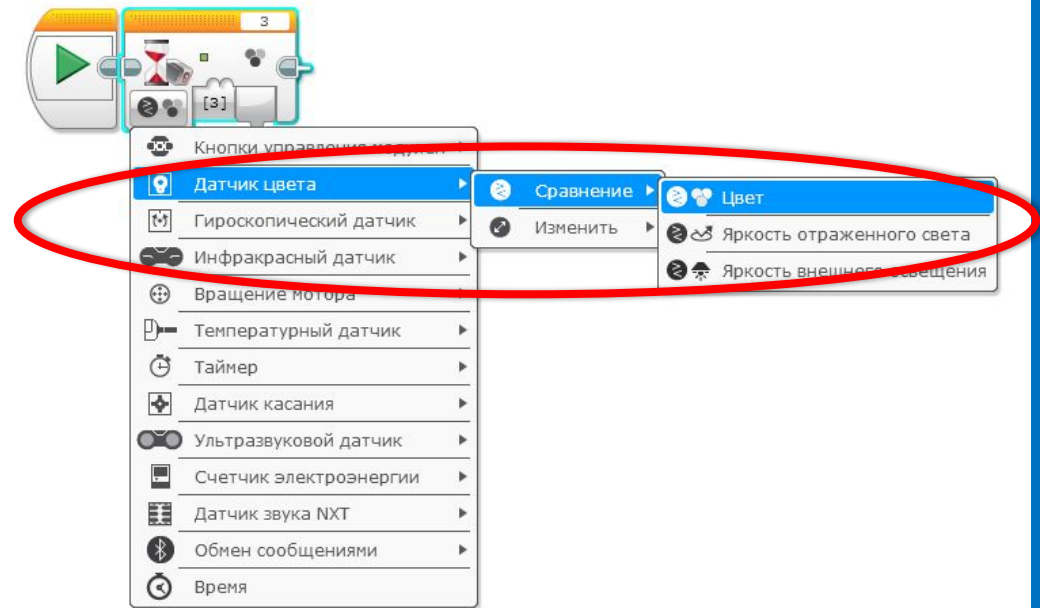 3
[3]
Кнопки управления модулем
Датчик цвета
Сравнение
Цвет
Гироскопический датчик
Изменить
Яркость отраженного света
Инфракрасный датчик
Яркость внешнего освещения
Вращение мотора
Температурный датчик
Таймер
Датчик касания
Ультразвуковой датчик
Счетчик электроэнергии
Датчик звука NXT
Обмен сообщениями
Время